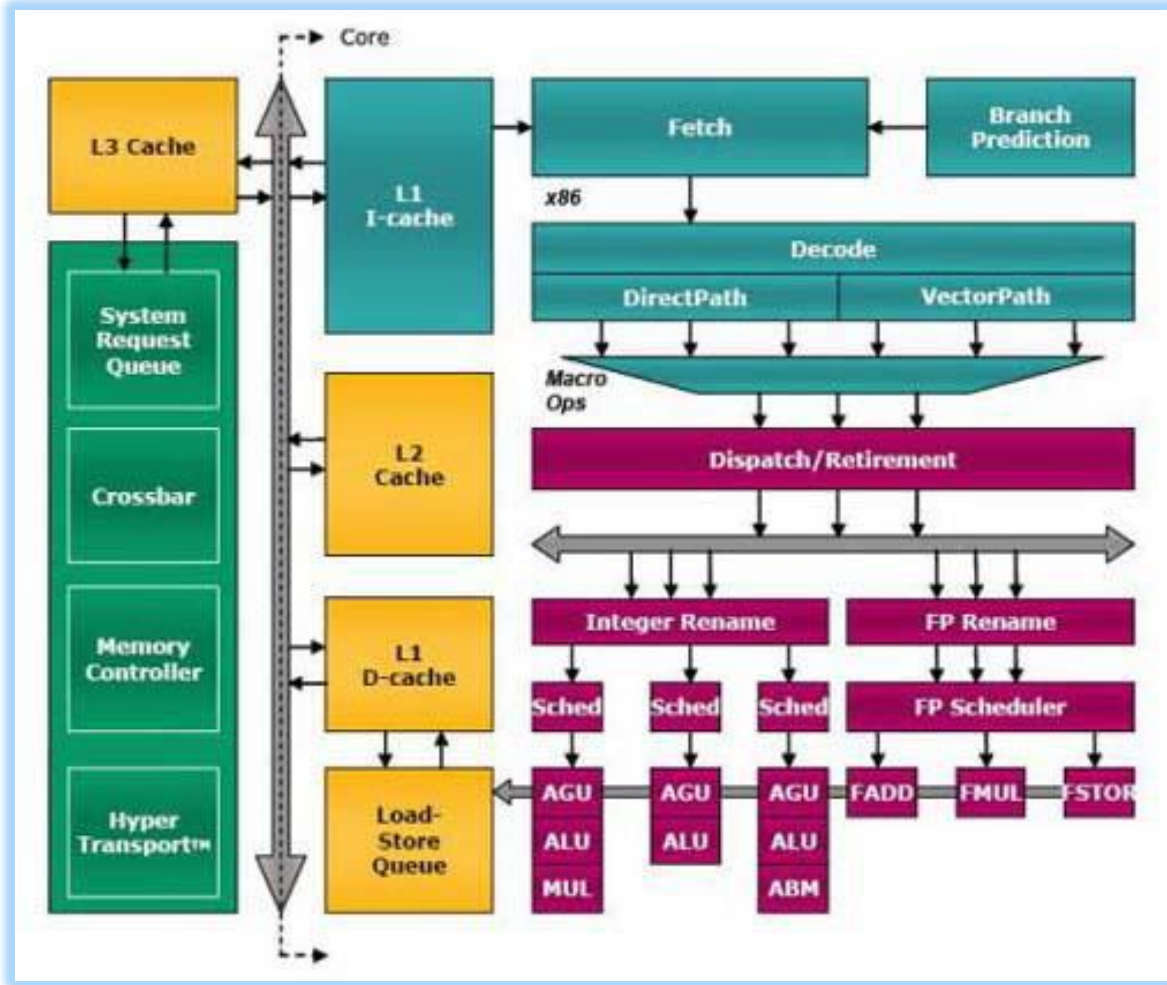 Core
L3 Cache
L1
I-cache
Fetch
Branch
Prediction
x86
Decode
DirectPath
VectorPath
System
Request
Queue
Macro
Ops
L2
Cache
Dispatch/Retirement
Crossbar
Integer Rename
FP Rename
Memory
Controller
L1
D-cache
Sched
Sched
Sched
FP Scheduler
Hyper
Transport™
Load-
Store
Queue
AGU
ALU
MUL
AGU
ALU
AGU
ALU
ABM
FADD
FMUL
FSTOR